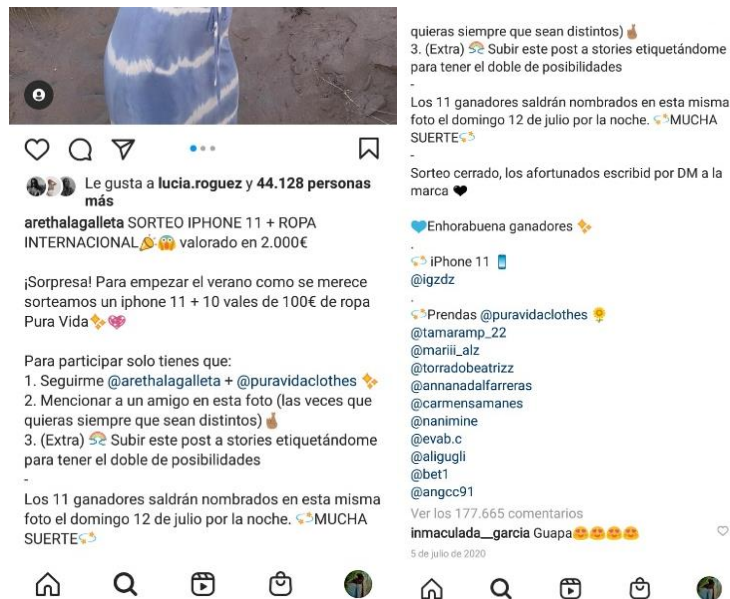 Le gusta a lucia.roguez y 44.128 personas
más
arethalagalleta SORTEO IPHONE 11 + ROPA
INTERNACIONAL🎉😱 valorado en 2.000€
¡Sorpresa! Para empezar el verano como se merece
sorteamos un iphone 11 + 10 vales de 100€ de ropa
Pura Vida✨💖
Para participar solo tienes que:
1. Seguirme @arethalagalleta + @puravidaclothes ✨
2. Mencionar a un amigo en esta foto (las veces que
quieras siempre que sean distintos)🤞🏽
3. (Extra) 🌈 Subir este post a stories etiquetándome
para tener el doble de posibilidades
-
Los 11 ganadores saldrán nombrados en esta misma
foto el domingo 12 de julio por la noche. 💫MUCHA
SUERTE💫
quieras siempre que sean distintos)🤞🏽
3. (Extra) 🌈 Subir este post a stories etiquetándome
para tener el doble de posibilidades
-
Los 11 ganadores saldrán nombrados en esta misma
foto el domingo 12 de julio por la noche. 💫MUCHA
SUERTE💫
-
Sorteo cerrado, los afortunados escribid por DM a la
marca 🖤
💙Enhorabuena ganadores ✨
.
💫 iPhone 11 📱
@igzdz
.
💫Prendas @puravidaclothes 🌻
@tamaramp_22
@mariii_alz
@torradobeatrizz
@annanadalfarreras
@carmensamanes
@nanimine
@evab.c
@aligugli
@bet1
@angcc91
Ver los 177.665 comentarios
inmaculada__garcia Guapa😍😍😍😍
5 de julio de 2020